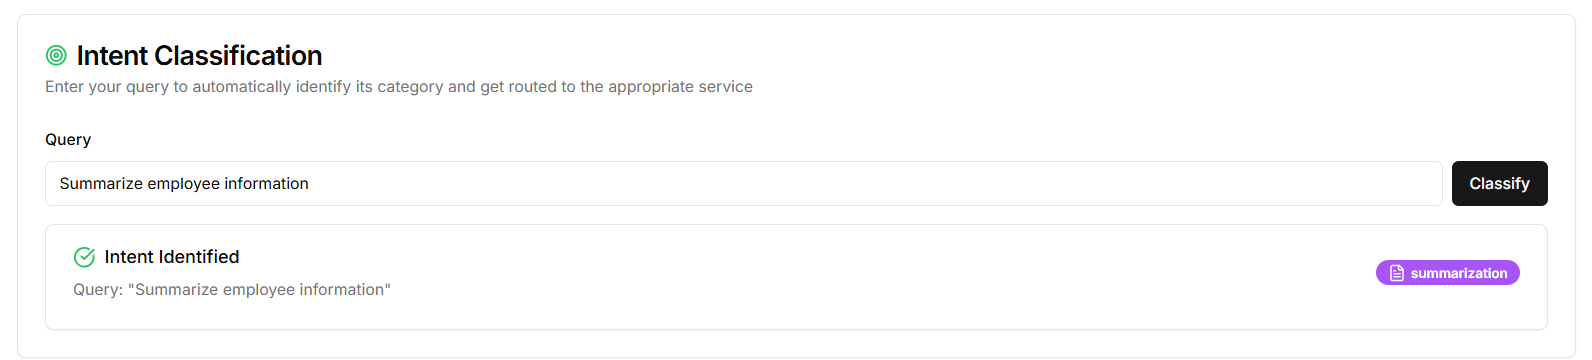 Intent Classification
Enter your query to automatically identify its category and get routed to the appropriate service
Query
Summarize employee information
Classify
Intent Identified
Query: "Summarize employee information"
summarization